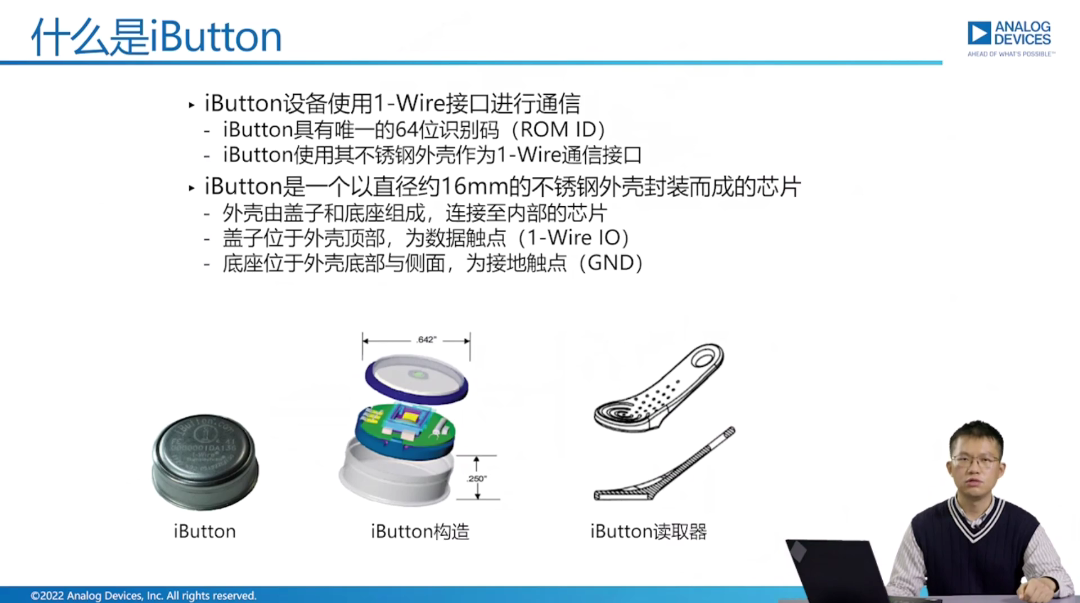 什么是iButton
ANALOG
DEVICES
AHEAD OF WHAT'S POSSIBLE™
▸ iButton设备使用1-Wire接口进行通信
- iButton具有唯一的64位识别码（ROM ID）
- iButton使用其不锈钢外壳作为1-Wire通信接口
▸ iButton是一个以直径约16mm的不锈钢外壳封装而成的芯片
- 外壳由盖子和底座组成，连接至内部的芯片
- 盖子位于外壳顶部，为数据触点（1-Wire IO）
- 底座位于外壳底部与侧面，为接地触点（GND）
.642"
.250"
iButton
iButton构造
iButton读取器
©2022 Analog Devices, Inc. All rights reserved.